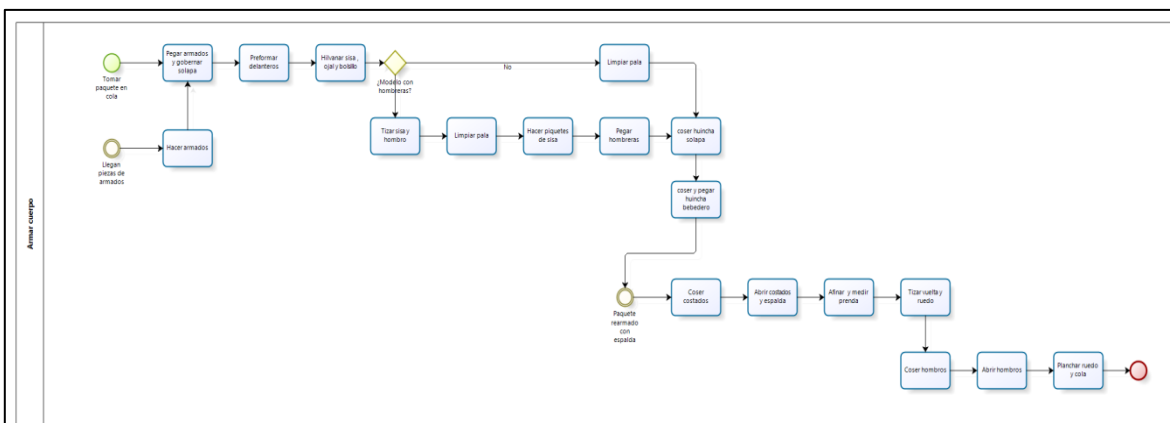 Armar cuerpo
Tomar
paquete en
cola
Pegar armados
y gobernar
solapa
Preformar
delanteros
Hilvanar sisa ,
ojal y bolsillo
¿Modelo con
hombreras?
No
Limpiar pala
Llegan
piezas de
armados
Hacer armados
Tizar sisa y
hombro
Limpiar pala
Hacer piquetes
de sisa
Pegar
hombreras
coser huincha
solapa
coser y pegar
huincha
bebedero
Paquete
rearmado
con
espalda
Coser
costados
Abrir costados
y espalda
Afinar y medir
prenda
Tizar vuelta y
ruedo
Coser hombros
Abrir hombros
Planchar ruedo
y cola